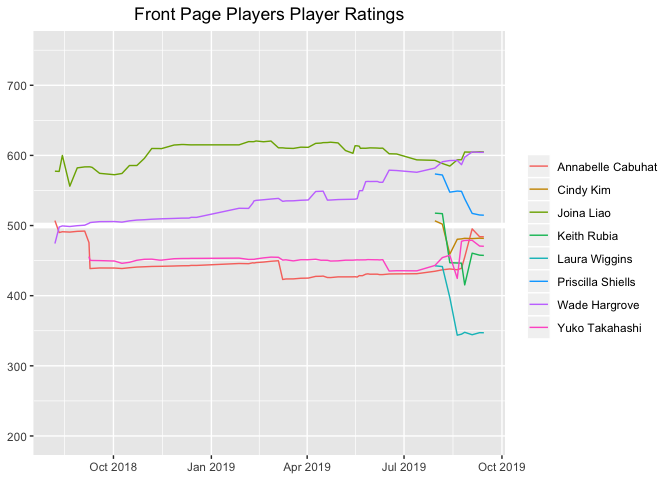 Front Page Players Player Ratings
700
600
500
400
300
200
Oct 2018
Jan 2019
Apr 2019
Jul 2019
Oct 2019
Annabelle Cabuhat
Cindy Kim
Joina Liao
Keith Rubia
Laura Wiggins
Priscilla Shiells
Wade Hargrove
Yuko Takahashi